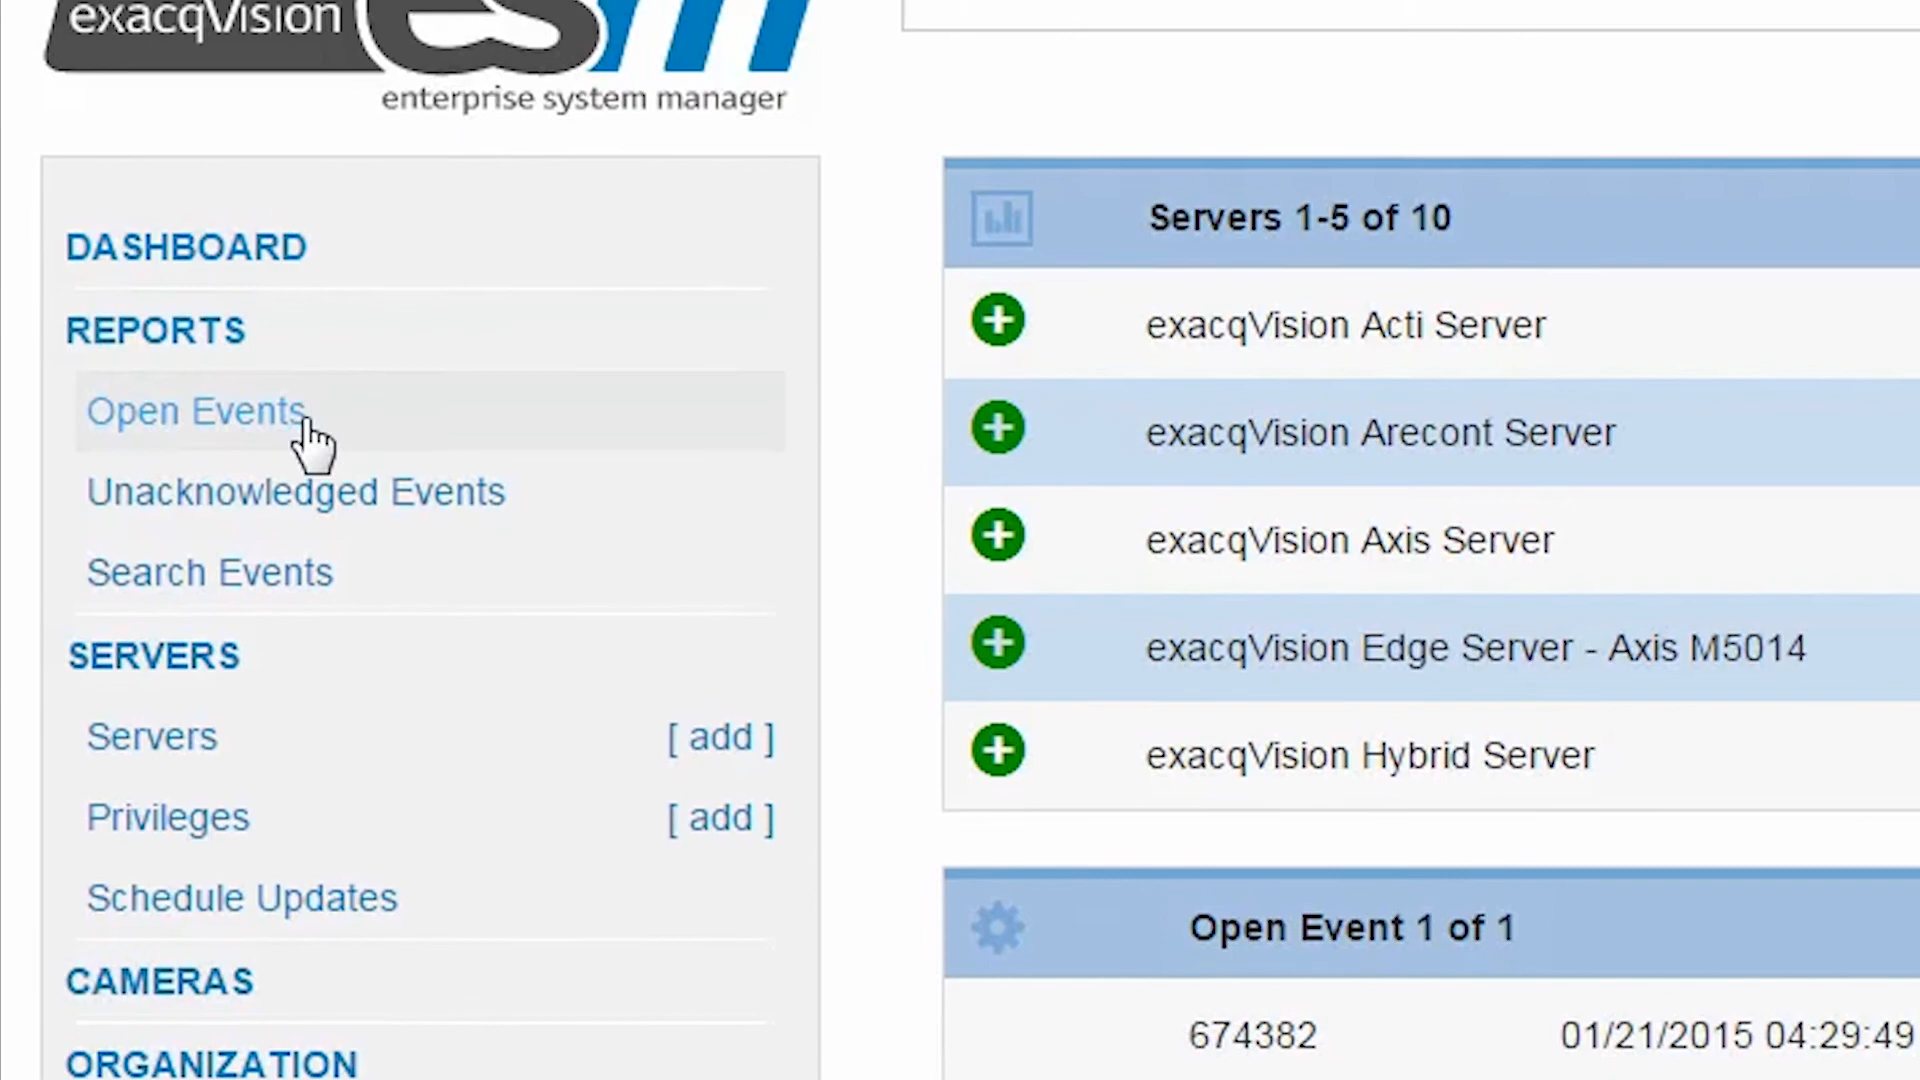 exacqVision esm
enterprise system manager
DASHBOARD
REPORTS
Open Events
Unacknowledged Events
Search Events
SERVERS
Servers [ add ]
Privileges [ add ]
Schedule Updates
CAMERAS
ORGANIZATION
Servers 1-5 of 10
exacqVision Acti Server
exacqVision Arecont Server
exacqVision Axis Server
exacqVision Edge Server - Axis M5014
exacqVision Hybrid Server
Open Event 1 of 1
674382 01/21/2015 04:29:49